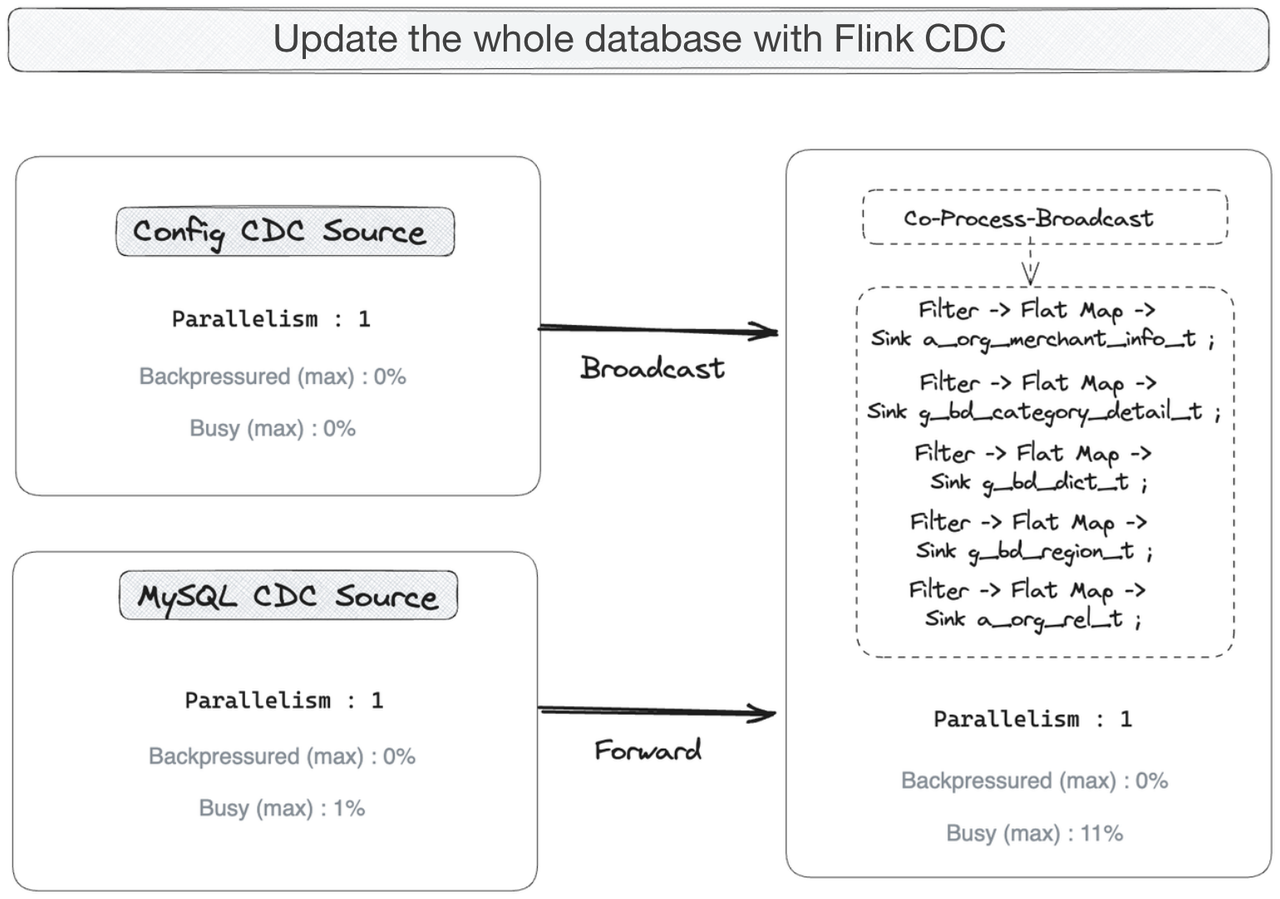 Update the whole database with Flink CDC
Config CDC Source
Parallelism : 1
Backpressured (max) : 0%
Busy (max) : 0%
Broadcast
MySQL CDC Source
Parallelism : 1
Backpressured (max) : 0%
Busy (max) : 1%
Forward
Co-Process-Broadcast
Filter -> Flat Map ->
Sink a_org_merchant_info_t ;
Filter -> Flat Map ->
Sink g_bd_category_detail_t ;
Filter -> Flat Map ->
Sink g_bd_dict_t ;
Filter -> Flat Map ->
Sink g_bd_region_t ;
Filter -> Flat Map ->
Sink a_org_rel_t ;
Parallelism : 1
Backpressured (max) : 0%
Busy (max) : 11%